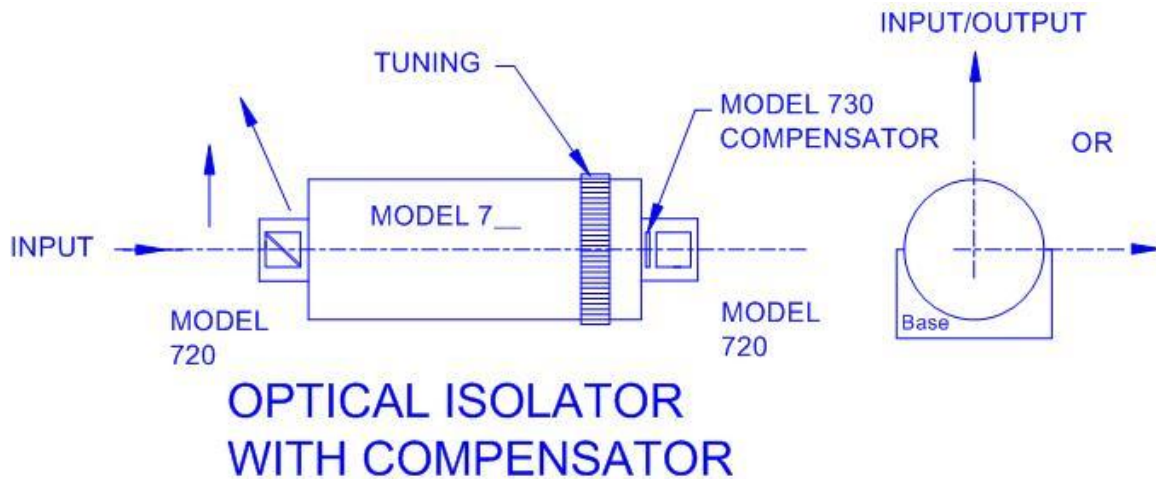 INPUT/OUTPUT
TUNING
MODEL 730
COMPENSATOR
OR
MODEL 7__
INPUT
MODEL
720
MODEL
720
Base
OPTICAL ISOLATOR
WITH COMPENSATOR